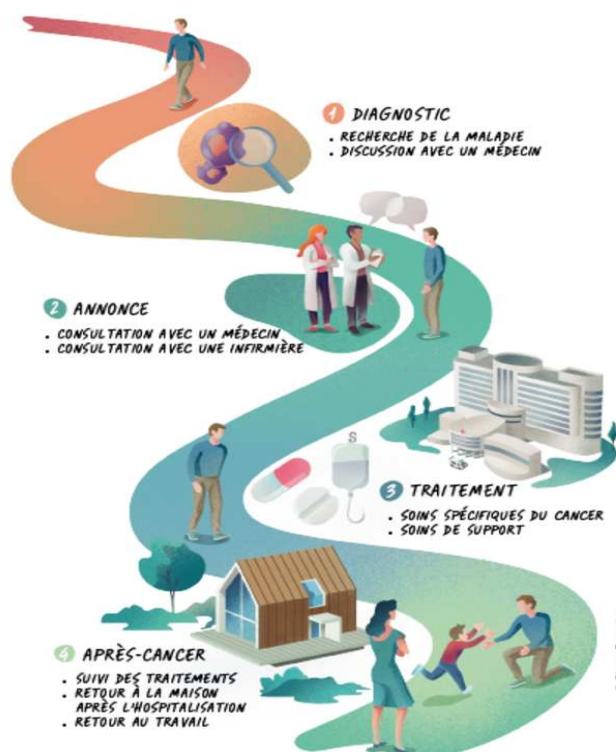 1 DIAGNOSTIC
. RECHERCHE DE LA MALADIE
. DISCUSSION AVEC UN MÉDECIN
2 ANNONCE
. CONSULTATION AVEC UN MÉDECIN
. CONSULTATION AVEC UNE INFIRMIÈRE
S
3 TRAITEMENT
. SOINS SPÉCIFIQUES DU CANCER
. SOINS DE SUPPORT
4 APRÈS-CANCER
. SUIVI DES TRAITEMENTS
. RETOUR À LA MAISON
APRÈS L'HOSPITALISATION
. RETOUR AU TRAVAIL